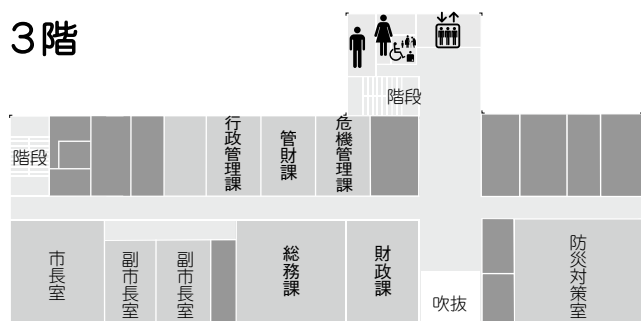 3階
階段
階段
行政管理課
管財課
危機管理課
市長室
副市長室
副市長室
総務課
財政課
吹抜
防災対策室